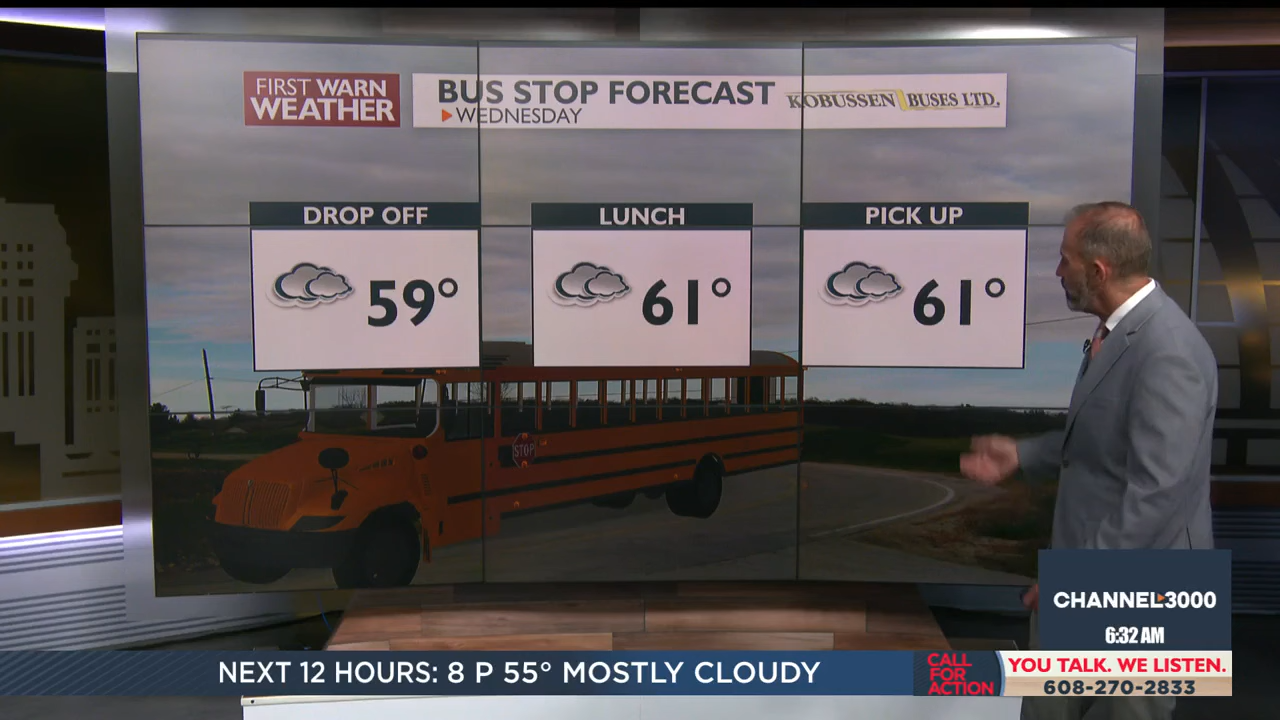 FIRST WARN
WEATHER
BUS STOP FORECAST
WEDNESDAY
KOBUSSEN BUSES LTD.
DROP OFF
LUNCH
PICK UP
59°
61°
61°
STOP
CHANNEL3000
6:32 AM
NEXT 12 HOURS: 8 P 55° MOSTLY CLOUDY
CALL
FOR
ACTION
YOU TALK. WE LISTEN.
608-270-2833